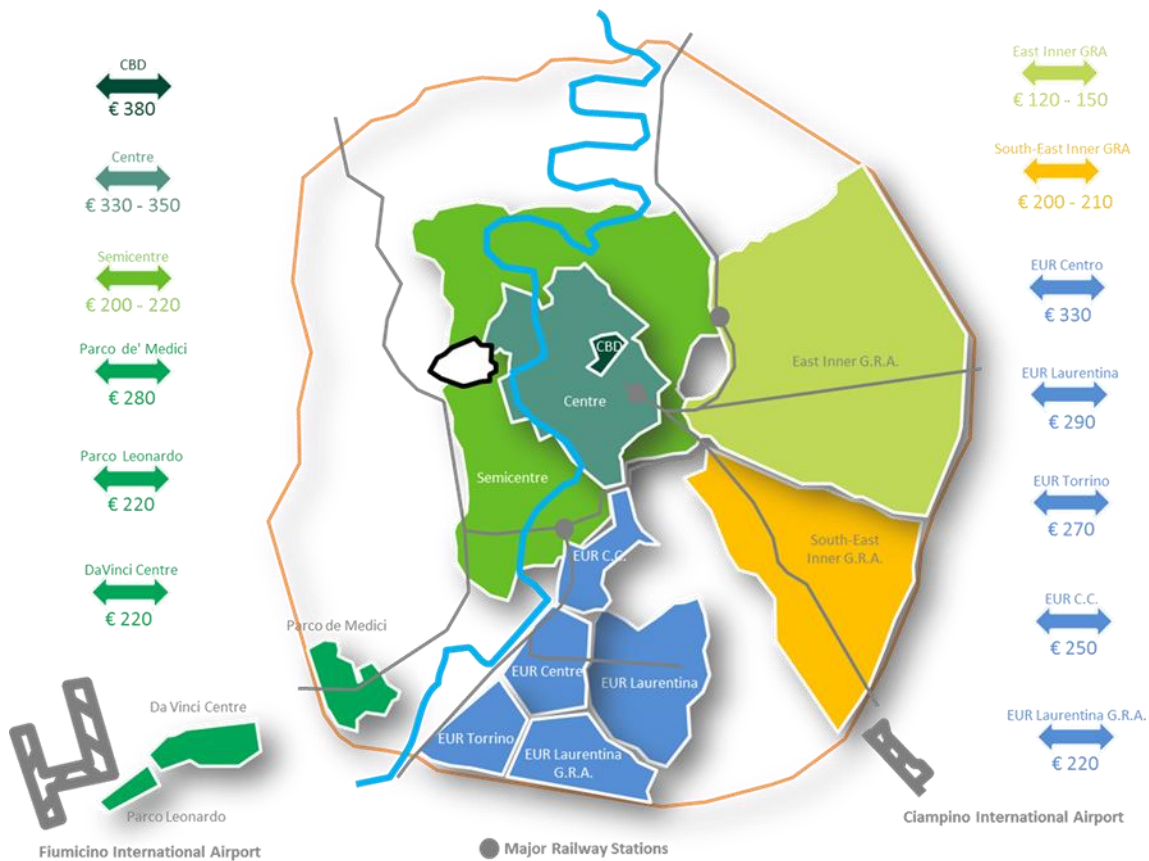 CBD
€ 380
Centre
€ 330 - 350
Semicentre
€ 200 - 220
Parco de' Medici
€ 280
Parco Leonardo
€ 220
DaVinci Centre
€ 220
East Inner GRA
€ 120 - 150
South-East Inner GRA
€ 200 - 210
EUR Centro
€ 330
EUR Laurentina
€ 290
EUR Torrino
€ 270
EUR C.C.
€ 250
EUR Laurentina G.R.A.
€ 220
CBD
East Inner G.R.A.
Centre
Semicentre
South-East
Inner G.R.A.
EUR C.C.
Parco de Medici
EUR Centre
EUR Laurentina
Da Vinci Centre
EUR Torrino
EUR Laurentina
G.R.A.
Parco Leonardo
Ciampino International Airport
Fiumicino International Airport
Major Railway Stations